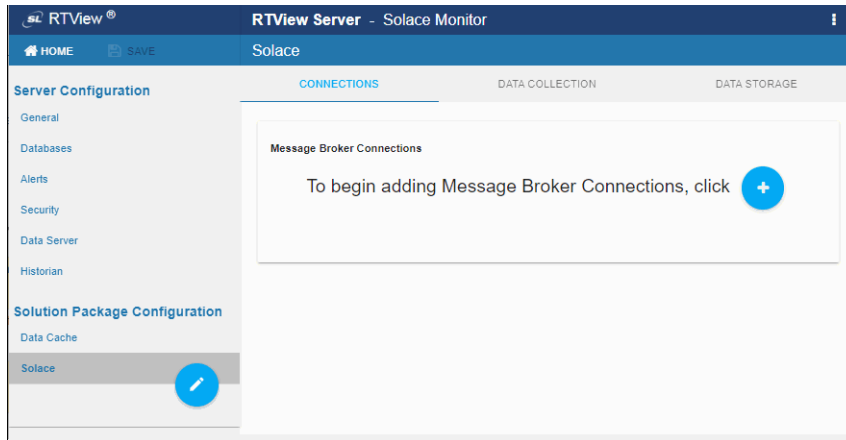 SL RTView ®
RTView Server - Solace Monitor
HOME
SAVE
Solace
Server Configuration
General
Databases
Alerts
Security
Data Server
Historian
Solution Package Configuration
Data Cache
Solace
CONNECTIONS
DATA COLLECTION
DATA STORAGE
Message Broker Connections
To begin adding Message Broker Connections, click